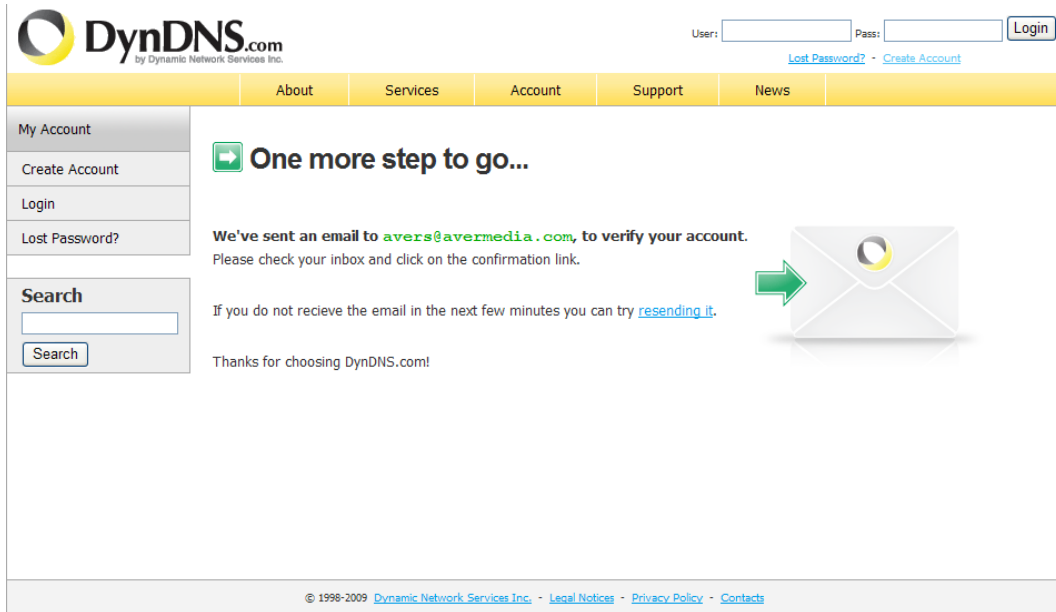 DynDNS.com
by Dynamic Network Services Inc.
User:
Pass:
Login
Lost Password? - Create Account
About Services Account Support News
My Account
Create Account
Login
Lost Password?
Search
Search
One more step to go...
We've sent an email to avers@avermedia.com, to verify your account.
Please check your inbox and click on the confirmation link.
If you do not recieve the email in the next few minutes you can try resending it.
Thanks for choosing DynDNS.com!
© 1998-2009 Dynamic Network Services Inc. - Legal Notices - Privacy Policy - Contacts